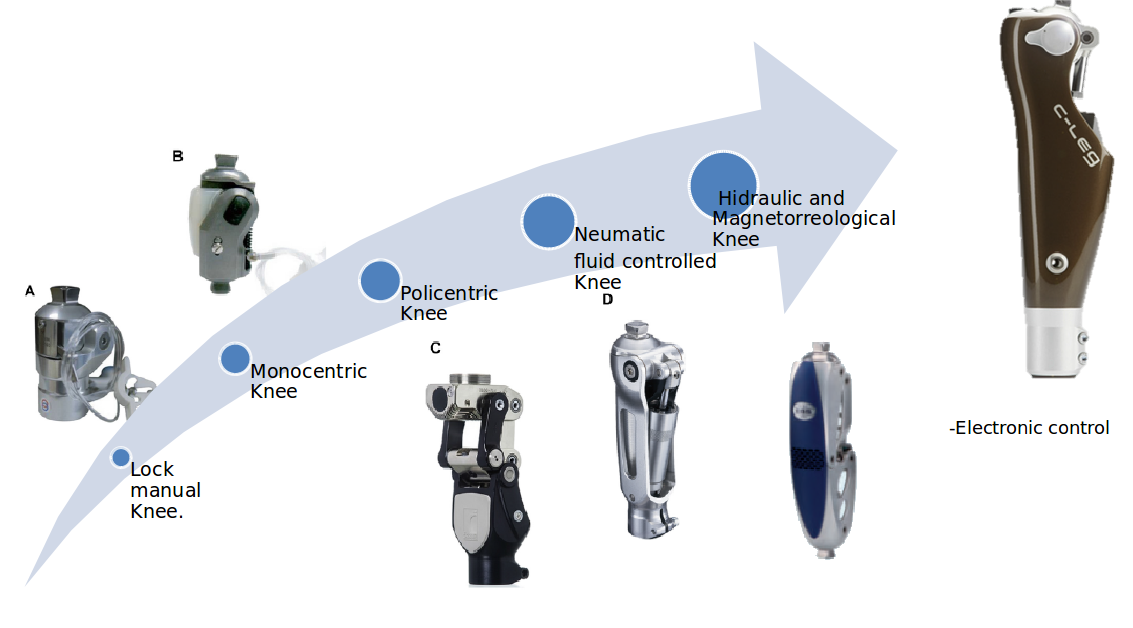 A
B
Lock
manual
Knee.
Monocentric
Knee
Policentric
Knee
C
Neumatic
fluid controlled
Knee
D
Hidraulic and
Magnetorreological
Knee
C-LEG
-Electronic control